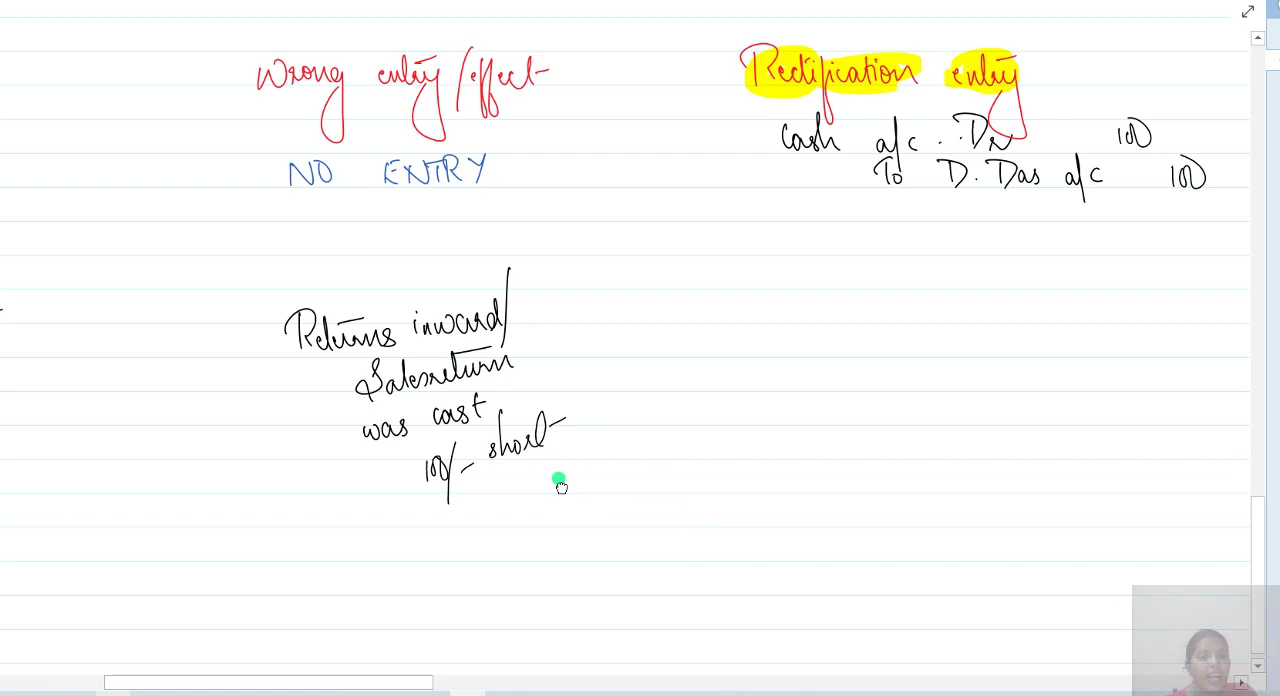 Wrong entry/effect
Rectification entry
Cash a/c .. Dr 100
NO ENTRY
To D. Das a/c 100
Returns inward/
Sales return
was cast
100/- short